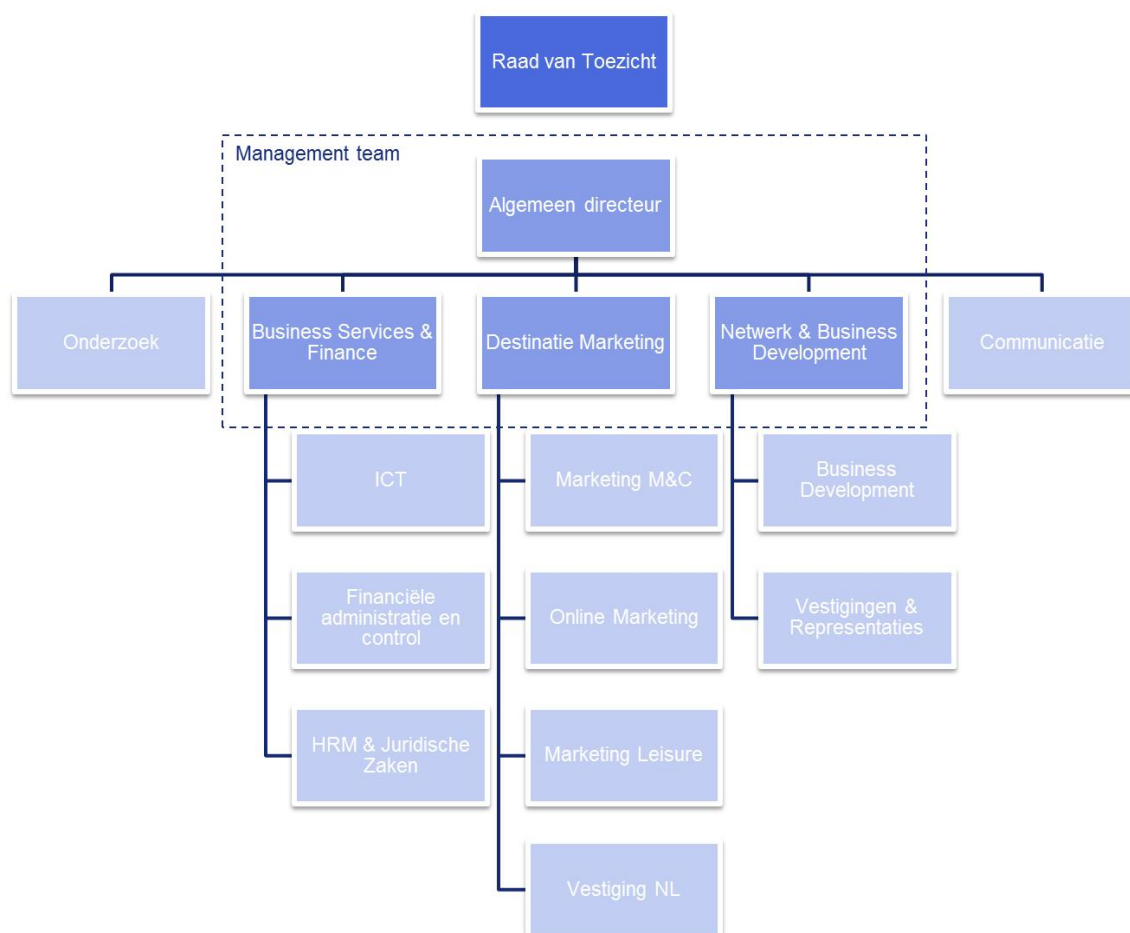 Raad van Toezicht
Management team
Algemeen directeur
Onderzoek
Business Services &
Finance
Destinatie Marketing
Netwerk & Business
Development
Communicatie
ICT
Marketing M&C
Business
Development
Financiële
administratie en
control
Online Marketing
Vestigingen &
Representaties
HRM & Juridische
Zaken
Marketing Leisure
Vestiging NL